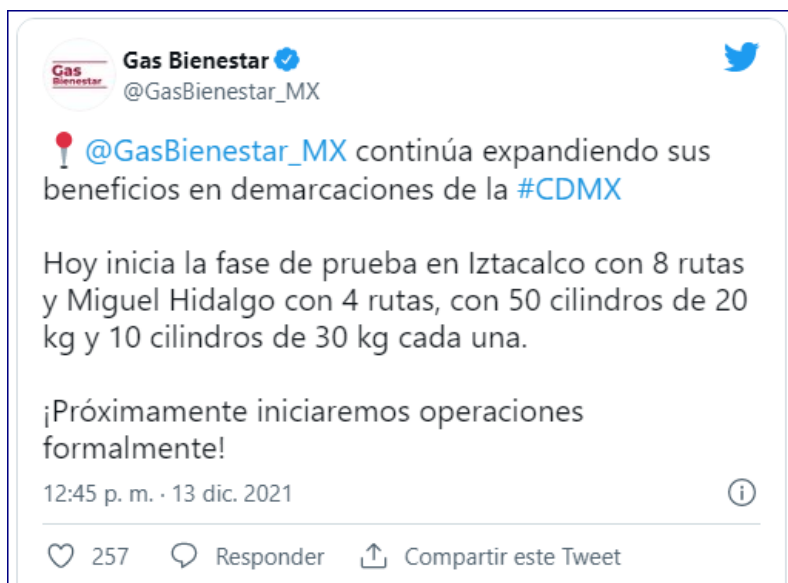 Gas Bienestar
Gas
Bienestar
@GasBienestar_MX
📍 @GasBienestar_MX continúa expandiendo sus
beneficios en demarcaciones de la #CDMX
Hoy inicia la fase de prueba en Iztacalco con 8 rutas
y Miguel Hidalgo con 4 rutas, con 50 cilindros de 20
kg y 10 cilindros de 30 kg cada una.
¡Próximamente iniciaremos operaciones
formalmente!
12:45 p. m. · 13 dic. 2021
257 Responder Compartir este Tweet